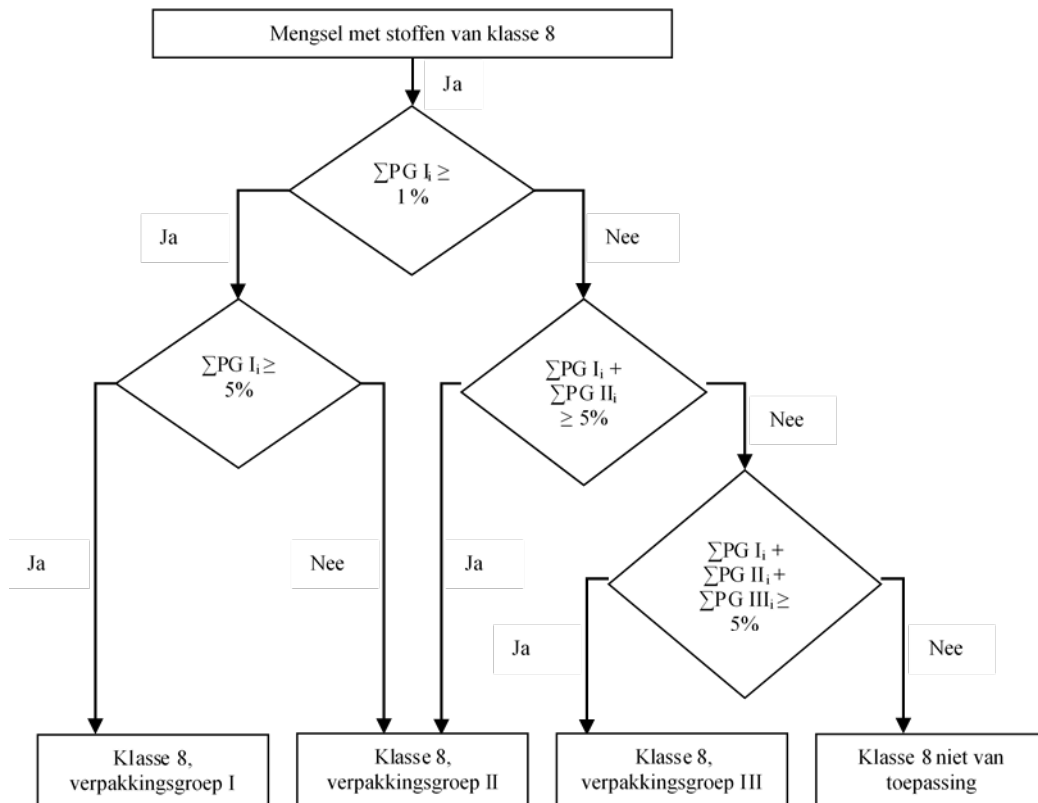 Mengsel met stoffen van klasse 8
Ja
∑PG Iᵢ ≥
1 %
Ja
Nee
∑PG Iᵢ ≥
5%
∑PG Iᵢ +
∑PG IIᵢ
≥ 5%
Nee
Ja
Nee
Ja
∑PG Iᵢ +
∑PG IIᵢ +
∑PG IIIᵢ ≥
5%
Ja
Nee
Klasse 8,
verpakkingsgroep I
Klasse 8,
verpakkingsgroep II
Klasse 8,
verpakkingsgroep III
Klasse 8 niet van
toepassing